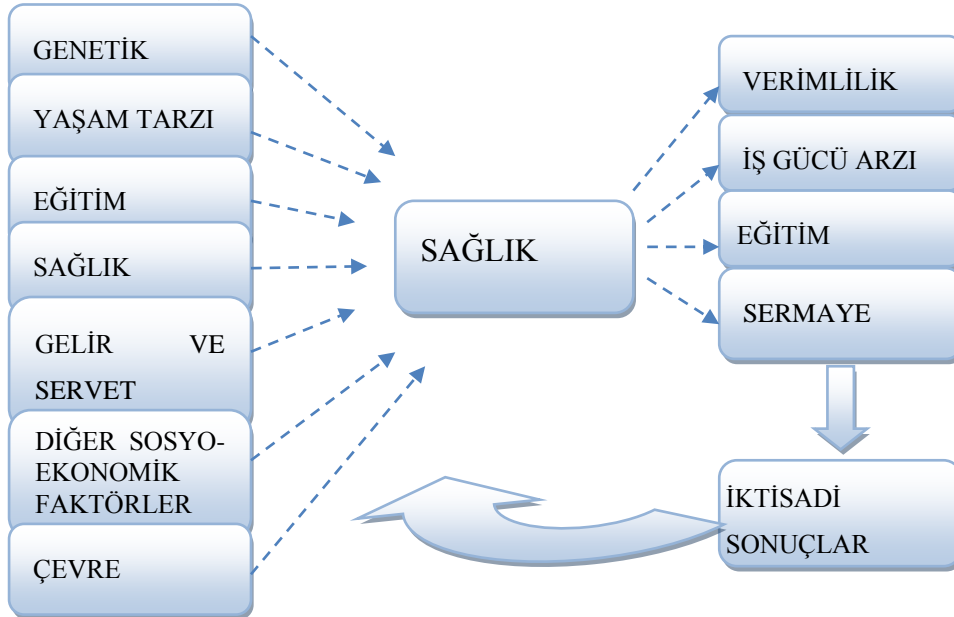 GENETİK
YAŞAM TARZI
EĞİTİM
SAĞLIK
GELİR VE
SERVET
DİĞER SOSYO-
EKONOMİK
FAKTÖRLER
ÇEVRE
SAĞLIK
VERİMLİLİK
İŞ GÜCÜ ARZI
EĞİTİM
SERMAYE
İKTİSADİ
SONUÇLAR